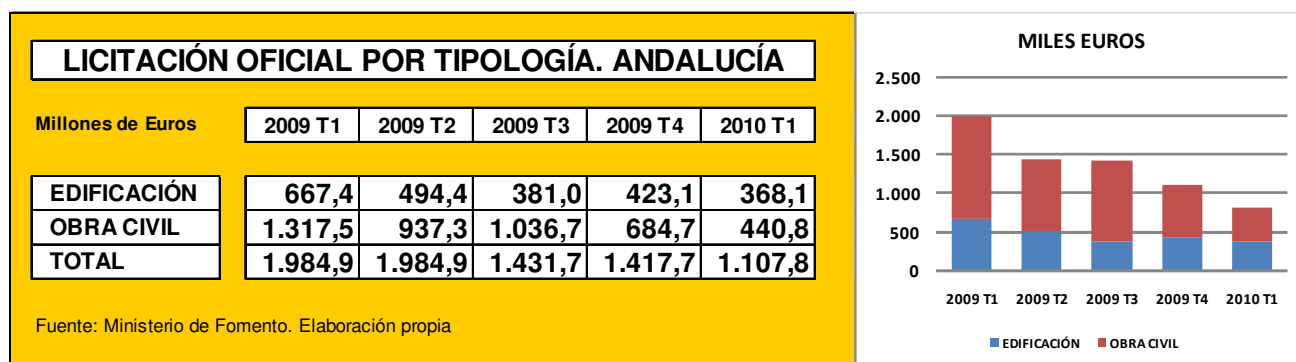 LICITACIÓN OFICIAL POR TIPOLOGÍA. ANDALUCÍA
Millones de Euros 2009 T1 2009 T2 2009 T3 2009 T4 2010 T1
EDIFICACIÓN 667,4 494,4 381,0 423,1 368,1
OBRA CIVIL 1.317,5 937,3 1.036,7 684,7 440,8
TOTAL 1.984,9 1.984,9 1.431,7 1.417,7 1.107,8
Fuente: Ministerio de Fomento. Elaboración propia
MILES EUROS
2.500
2.000
1.500
1.000
500
0
2009 T1 2009 T2 2009 T3 2009 T4 2010 T1
EDIFICACIÓN OBRA CIVIL